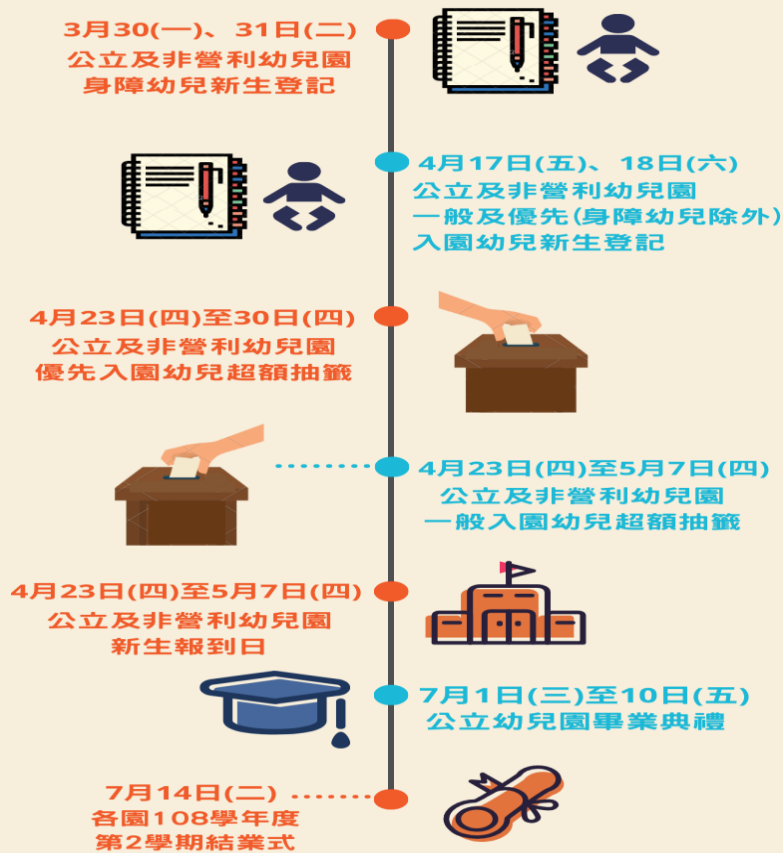 3月30(一)、31日(二)
公立及非營利幼兒園
身障幼兒新生登記
4月17日(五)、18日(六)
公立及非營利幼兒園
一般及優先(身障幼兒除外)
入園幼兒新生登記
4月23日(四)至30日(四)
公立及非營利幼兒園
優先入園幼兒超額抽籤
4月23日(四)至5月7日(四)
公立及非營利幼兒園
一般入園幼兒超額抽籤
4月23日(四)至5月7日(四)
公立及非營利幼兒園
新生報到日
7月1日(三)至10日(五)
公立幼兒園畢業典禮
7月14日(二)
各園108學年度
第2學期結業式